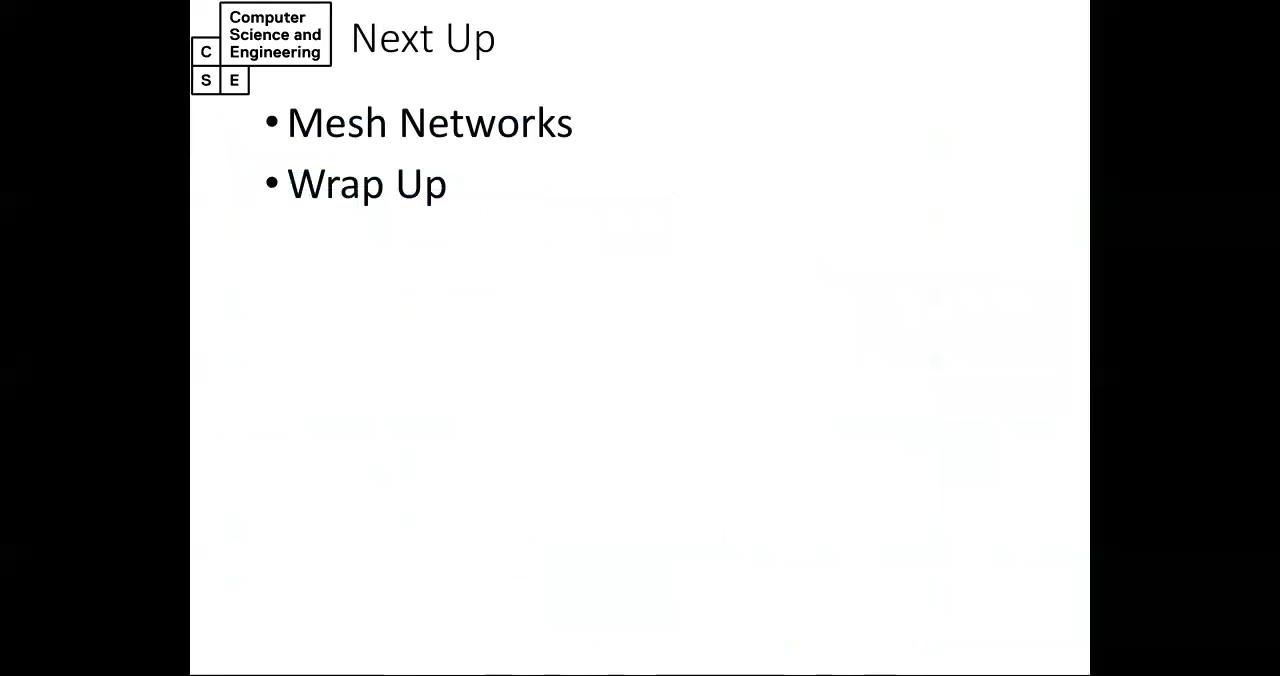 Computer
Science and
Engineering
C
S E
Next Up
• Mesh Networks
• Wrap Up